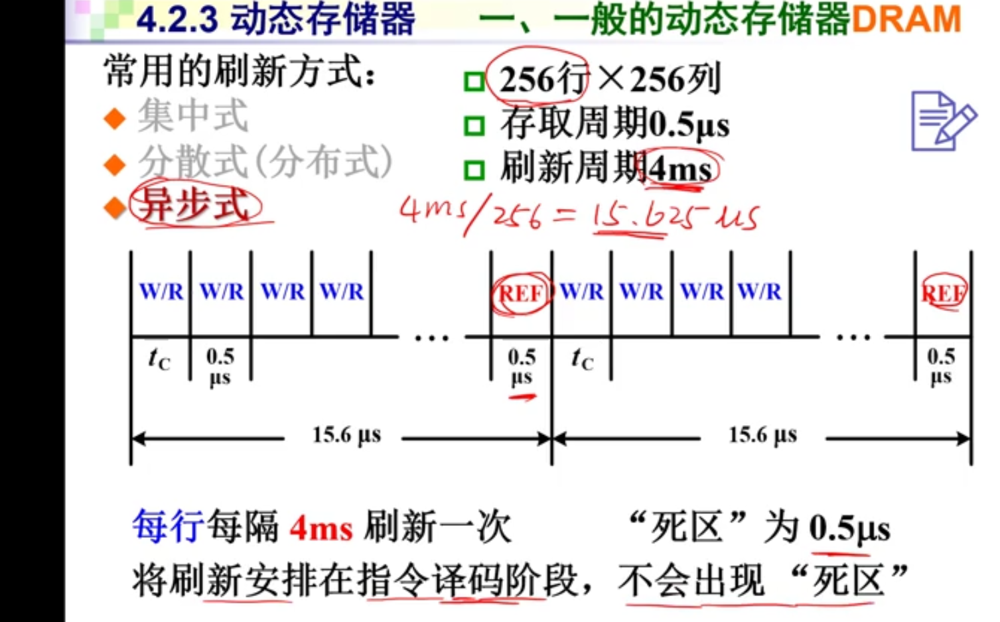 4.2.3 动态存储器 一、一般的动态存储器DRAM
常用的刷新方式：
集中式
分散式(分布式)
异步式
256行×256列
存取周期0.5μs
刷新周期4ms
4ms/256=15.625us
W/R W/R W/R W/R REF W/R W/R W/R W/R REF
... ...
tC 0.5 μs 0.5 μs tC 0.5 μs
15.6 μs 15.6 μs
每行每隔 4ms 刷新一次 “死区”为 0.5μs
将刷新安排在指令译码阶段，不会出现 “死区”